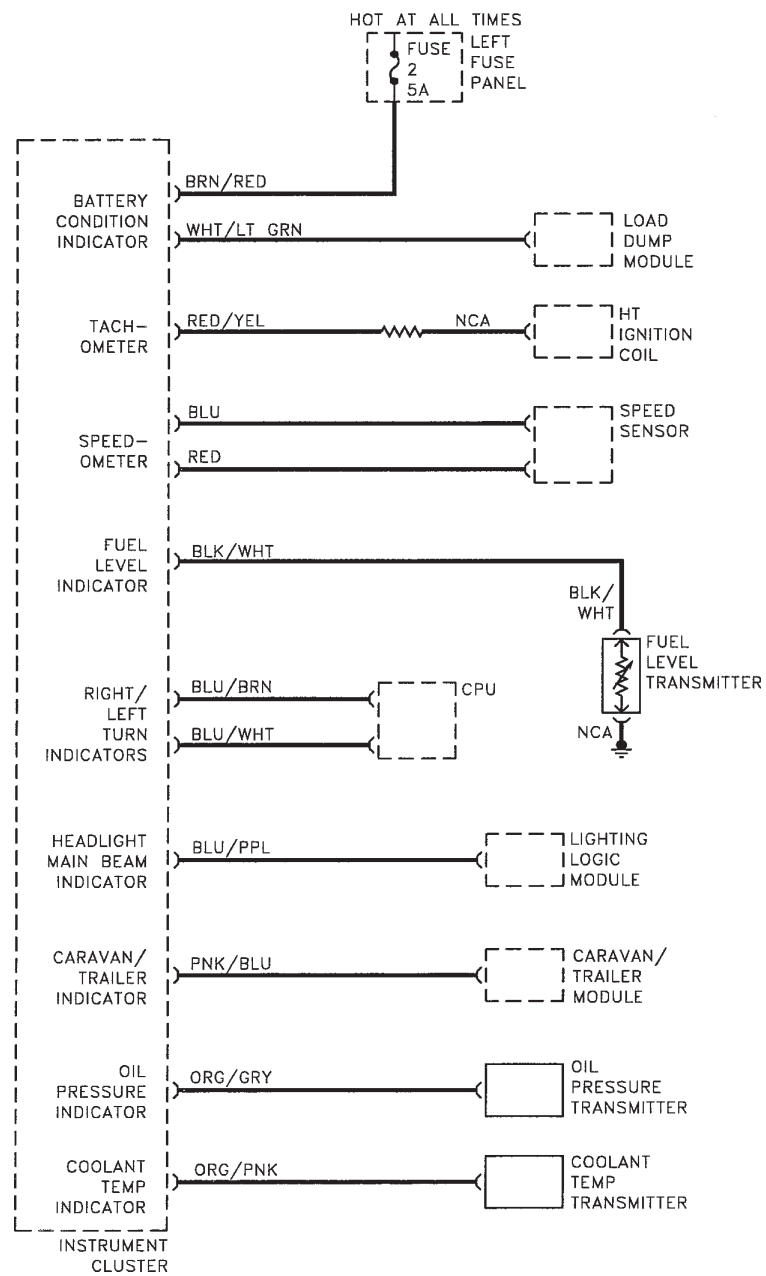 HOT AT ALL TIMES
FUSE
2
5A
LEFT
FUSE
PANEL
BATTERY
CONDITION
INDICATOR
BRN/RED
WHT/LT GRN
LOAD
DUMP
MODULE
TACH-
OMETER
RED/YEL
NCA
HT
IGNITION
COIL
SPEED-
OMETER
BLU
RED
SPEED
SENSOR
FUEL
LEVEL
INDICATOR
BLK/WHT
BLK/
WHT
FUEL
LEVEL
TRANSMITTER
NCA
RIGHT/
LEFT
TURN
INDICATORS
BLU/BRN
BLU/WHT
CPU
HEADLIGHT
MAIN BEAM
INDICATOR
BLU/PPL
LIGHTING
LOGIC
MODULE
CARAVAN/
TRAILER
INDICATOR
PNK/BLU
CARAVAN/
TRAILER
MODULE
OIL
PRESSURE
INDICATOR
ORG/GRY
OIL
PRESSURE
TRANSMITTER
COOLANT
TEMP
INDICATOR
ORG/PNK
COOLANT
TEMP
TRANSMITTER
INSTRUMENT
CLUSTER